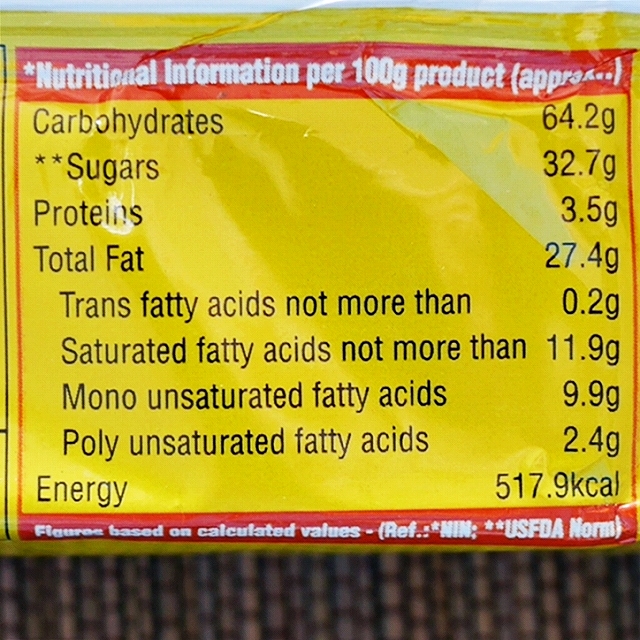 *Nutritional Information per 100g product (approx..)
Carbohydrates 64.2g
**Sugars 32.7g
Proteins 3.5g
Total Fat 27.4g
Trans fatty acids not more than 0.2g
Saturated fatty acids not more than 11.9g
Mono unsaturated fatty acids 9.9g
Poly unsaturated fatty acids 2.4g
Energy 517.9kcal
Figures based on calculated values - (Ref.:*NIN; **USFDA Norm)